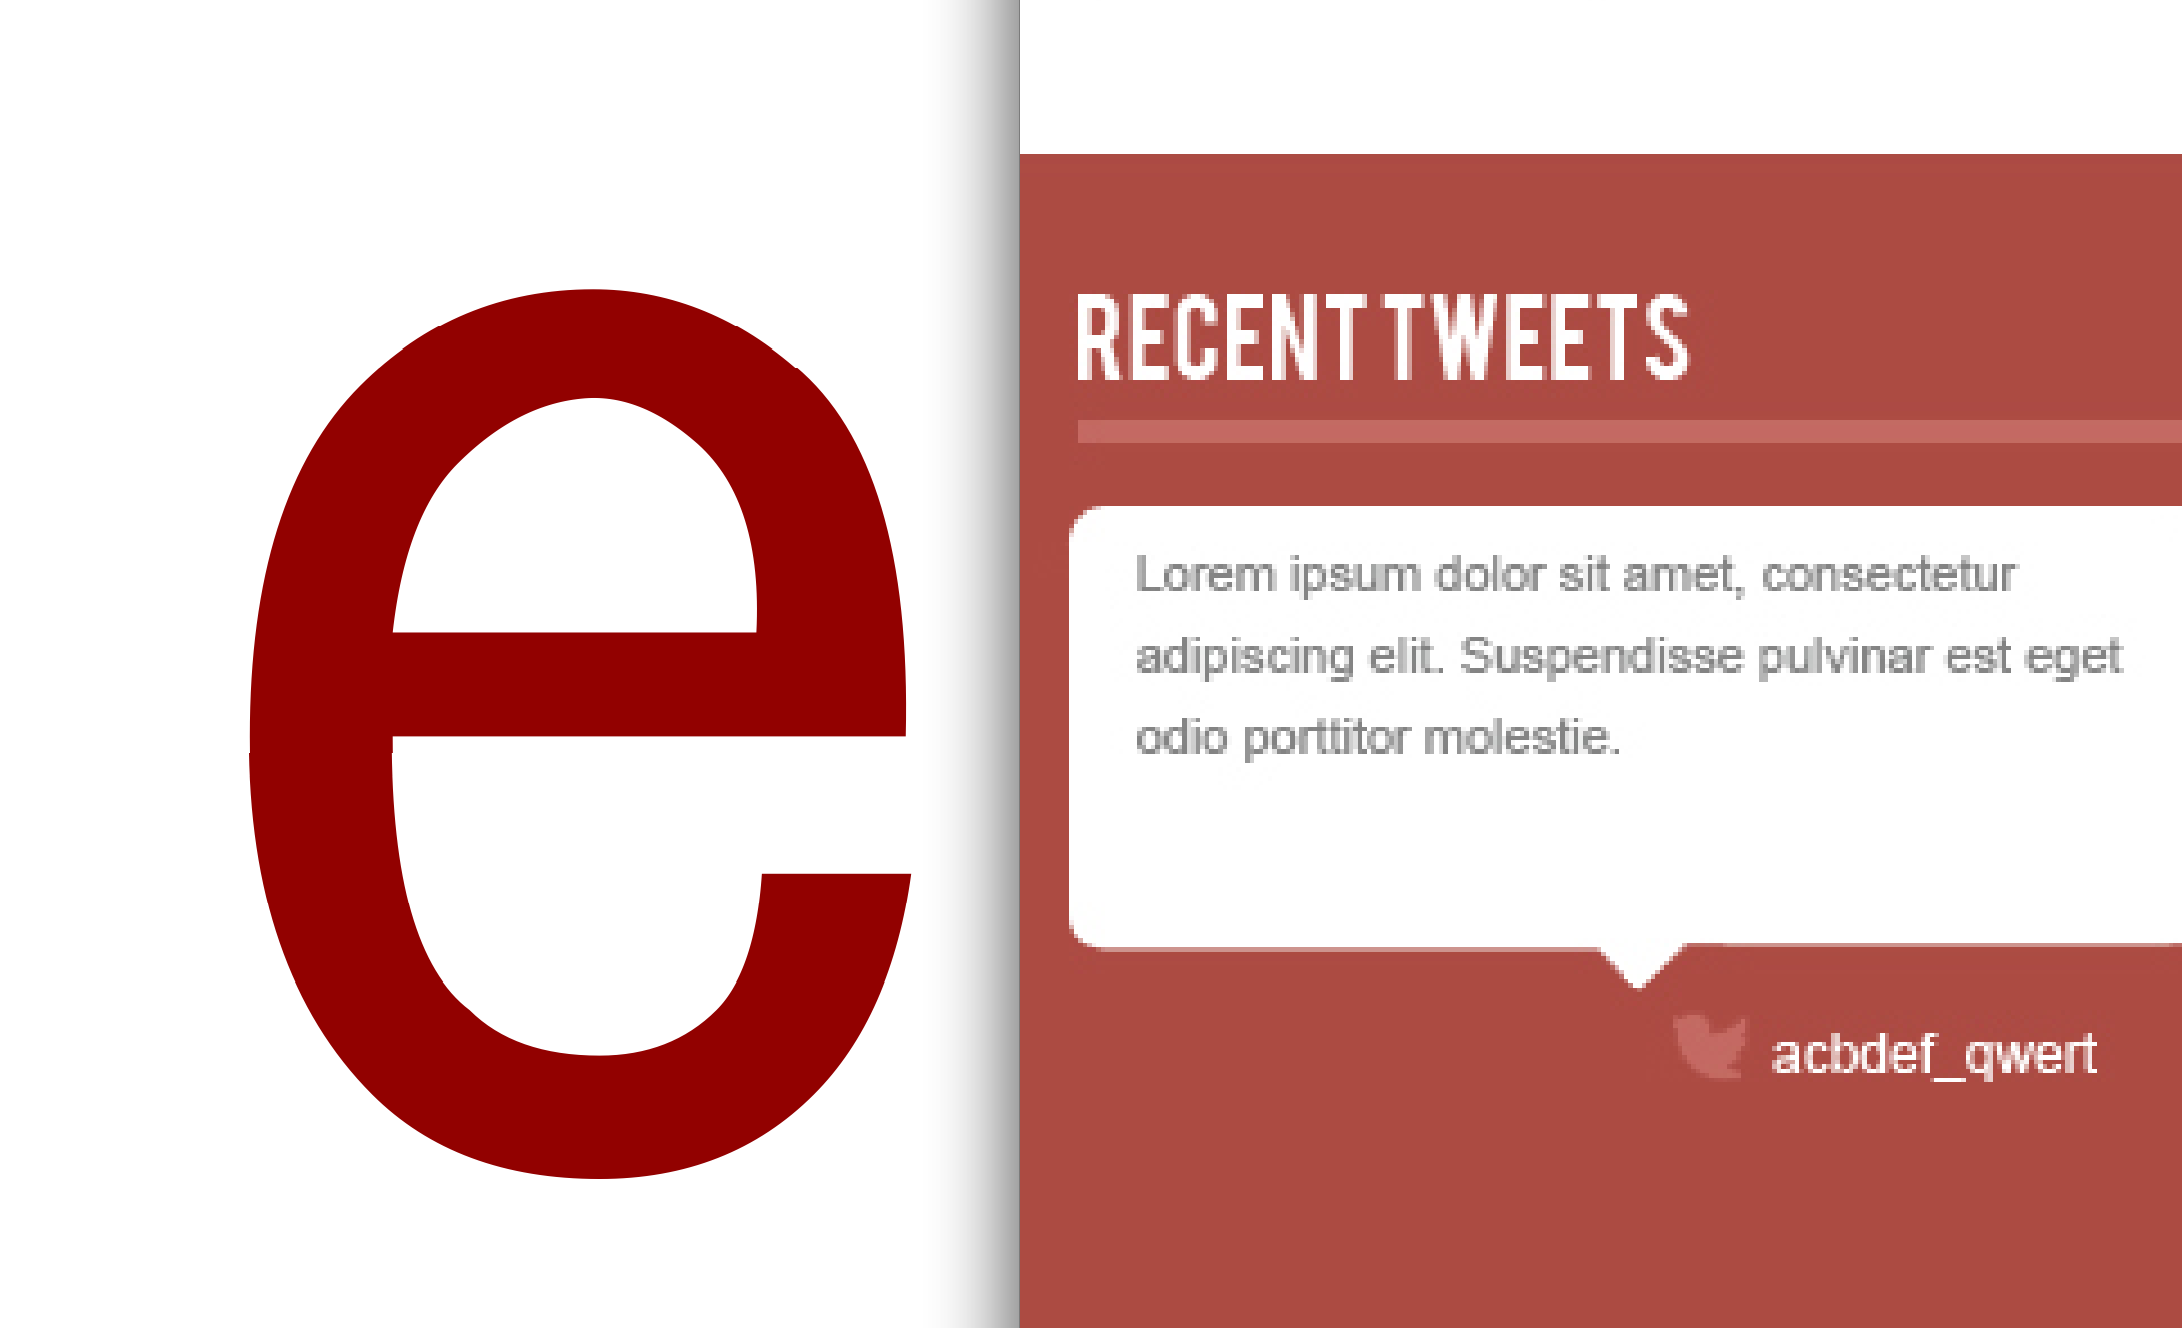 e
RECENT TWEETS
Lorem ipsum dolor sit amet, consectetur
adipiscing elit. Suspendisse pulvinar est eget
odio porttitor molestie.
acbdef_qwert